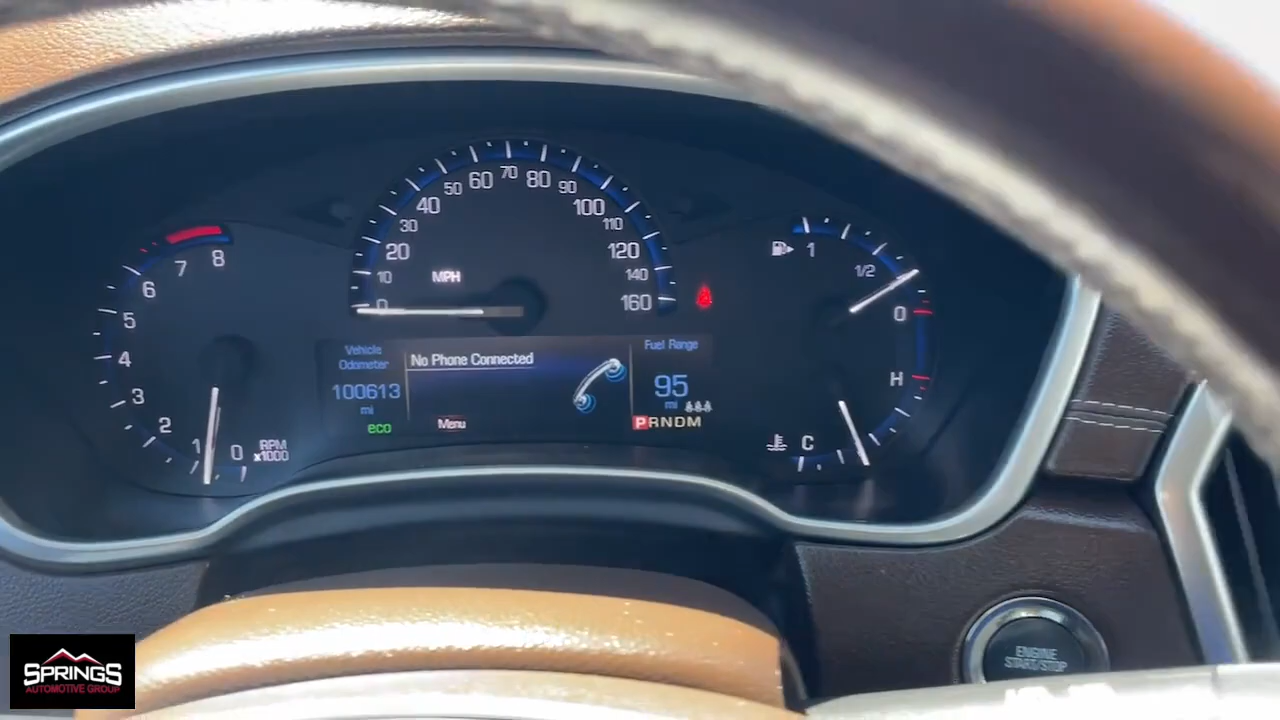 0
10
20
30
40
50
60
70
80
90
100
110
120
140
160
MPH
0
1
2
3
4
5
6
7
8
RPM
x1000
1
1/2
0
H
C
Vehicle
Odometer
100613
mi
eco
No Phone Connected
Menu
Fuel Range
95
mi
PRNDM
ENGINE
START/STOP
SPRINGS
AUTOMOTIVE GROUP